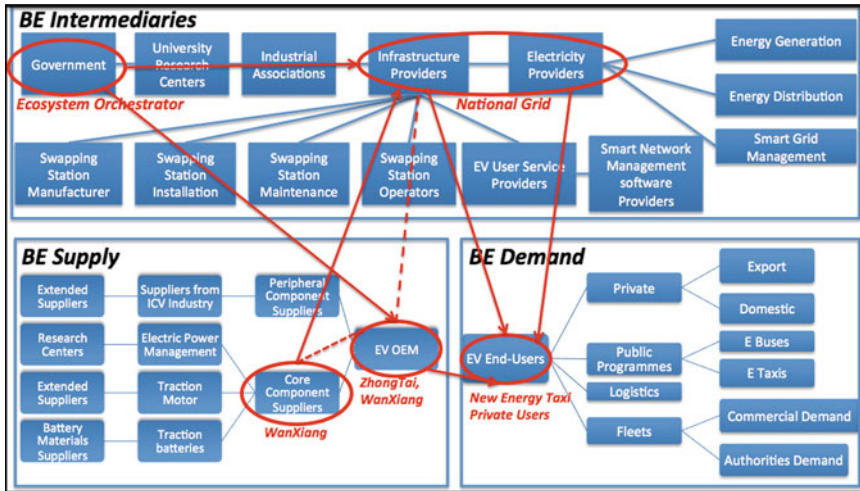 BE Intermediaries
Government
University
Research
Centers
Industrial
Associations
Infrastructure
Providers
Electricity
Providers
Energy Generation
Ecosystem Orchestrator
National Grid
Energy Distribution
Smart Grid
Management
Swapping
Station
Manufacturer
Swapping
Station
Installation
Swapping
Station
Maintenance
Swapping
Station
Operators
EV User Service
Providers
Smart Network
Management
software
Providers
BE Supply
Extended
Suppliers
Suppliers from
ICV Industry
Peripheral
Component
Suppliers
Research
Centers
Electric Power
Management
EV OEM
Extended
Suppliers
Traction
Motor
Core
Component
Suppliers
ZhongTai,
WanXiang
WanXiang
Battery
Materials
Suppliers
Traction
batteries
BE Demand
Private
Export
Domestic
EV End-Users
Public
Programmes
E Buses
E Taxis
New Energy Taxi
Private Users
Logistics
Fleets
Commercial Demand
Authorities Demand